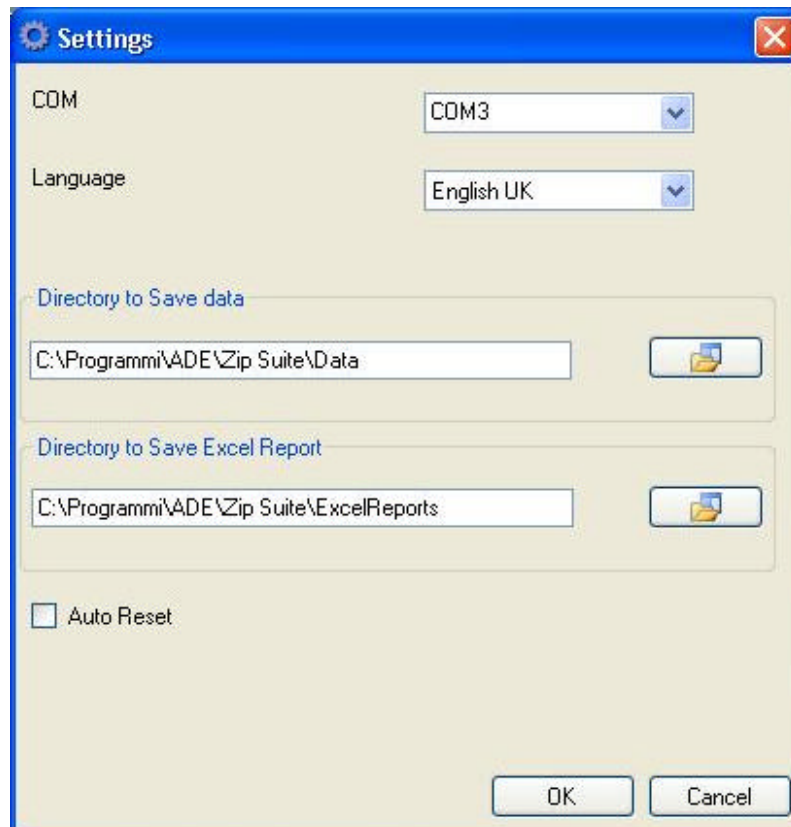 Settings
COM
COM3
Language
English UK
Directory to Save data
C:\Programmi\ADE\Zip Suite\Data
Directory to Save Excel Report
C:\Programmi\ADE\Zip Suite\ExcelReports
Auto Reset
OK
Cancel